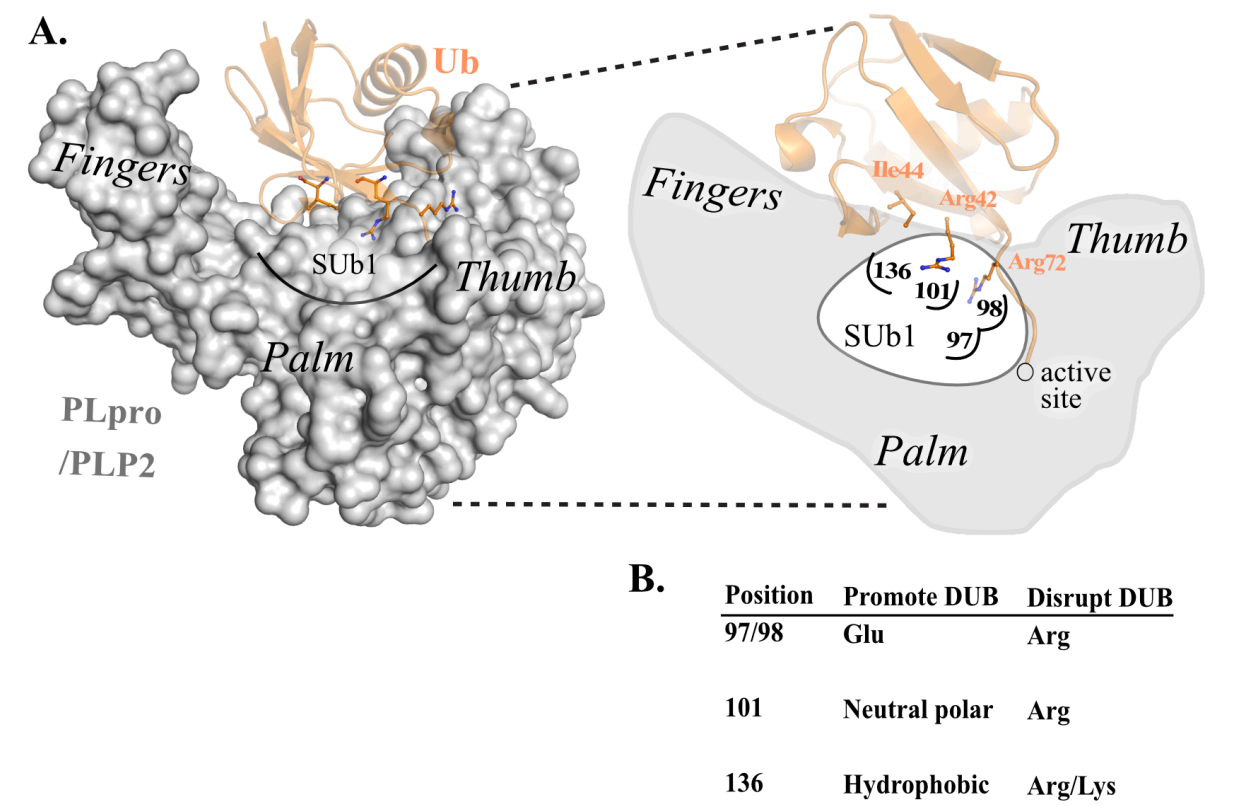 A.
Ub
Fingers
SUb1
Thumb
Palm
PLpro
/PLP2
Ile44
Arg42
Fingers
Thumb
Arg72
136
101
98
97
SUb1
active
site
Palm
B.
Position Promote DUB Disrupt DUB
97/98 Glu Arg
101 Neutral polar Arg
136 Hydrophobic Arg/Lys